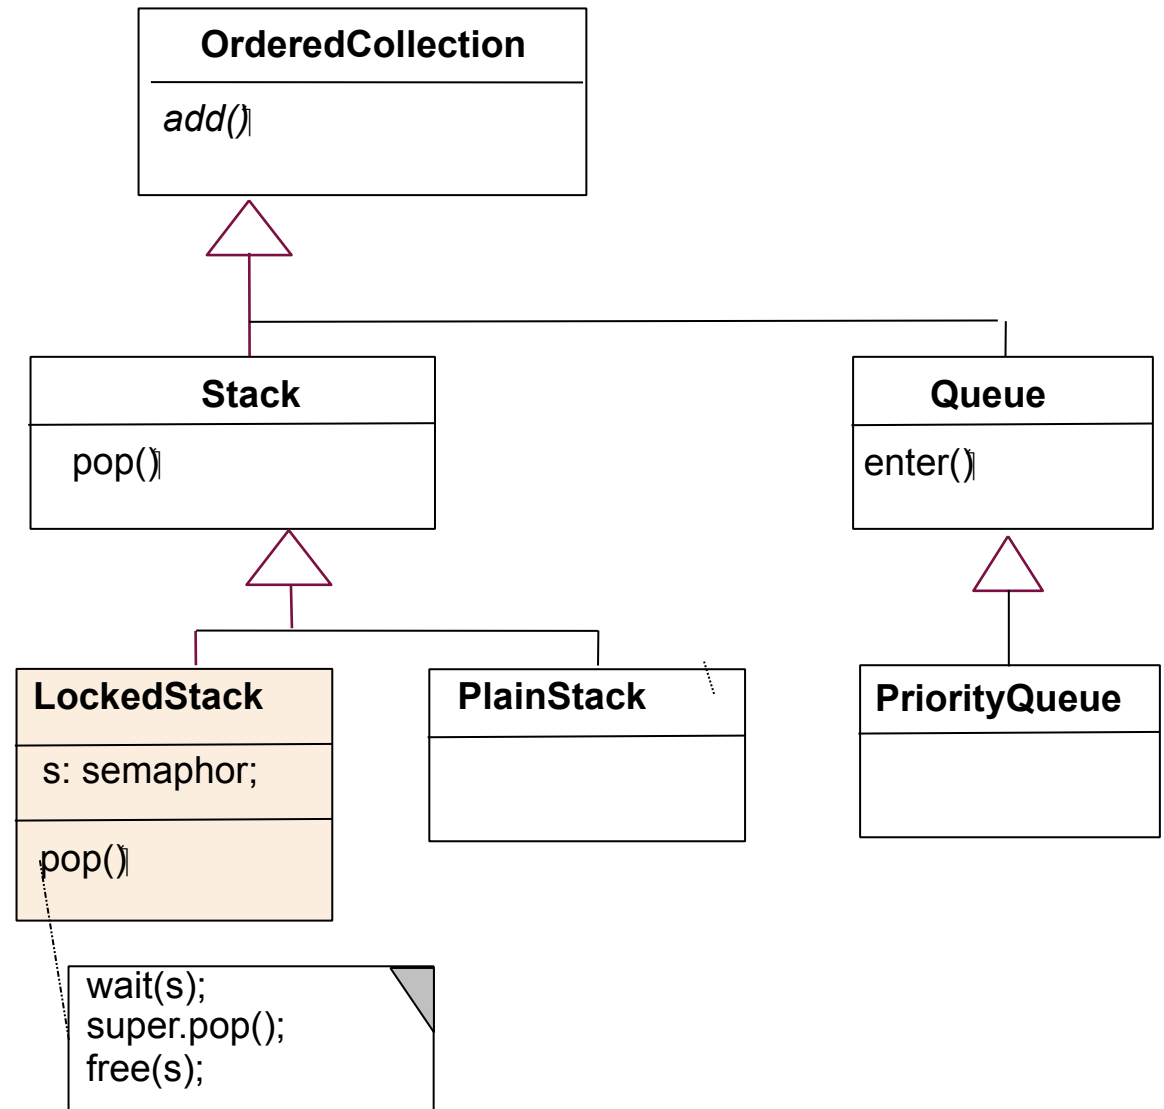 OrderedCollection
add()
Stack
pop()
Queue
enter()
LockedStack
s: semaphor;
pop()
PlainStack
PriorityQueue
wait(s);
super.pop();
free(s);